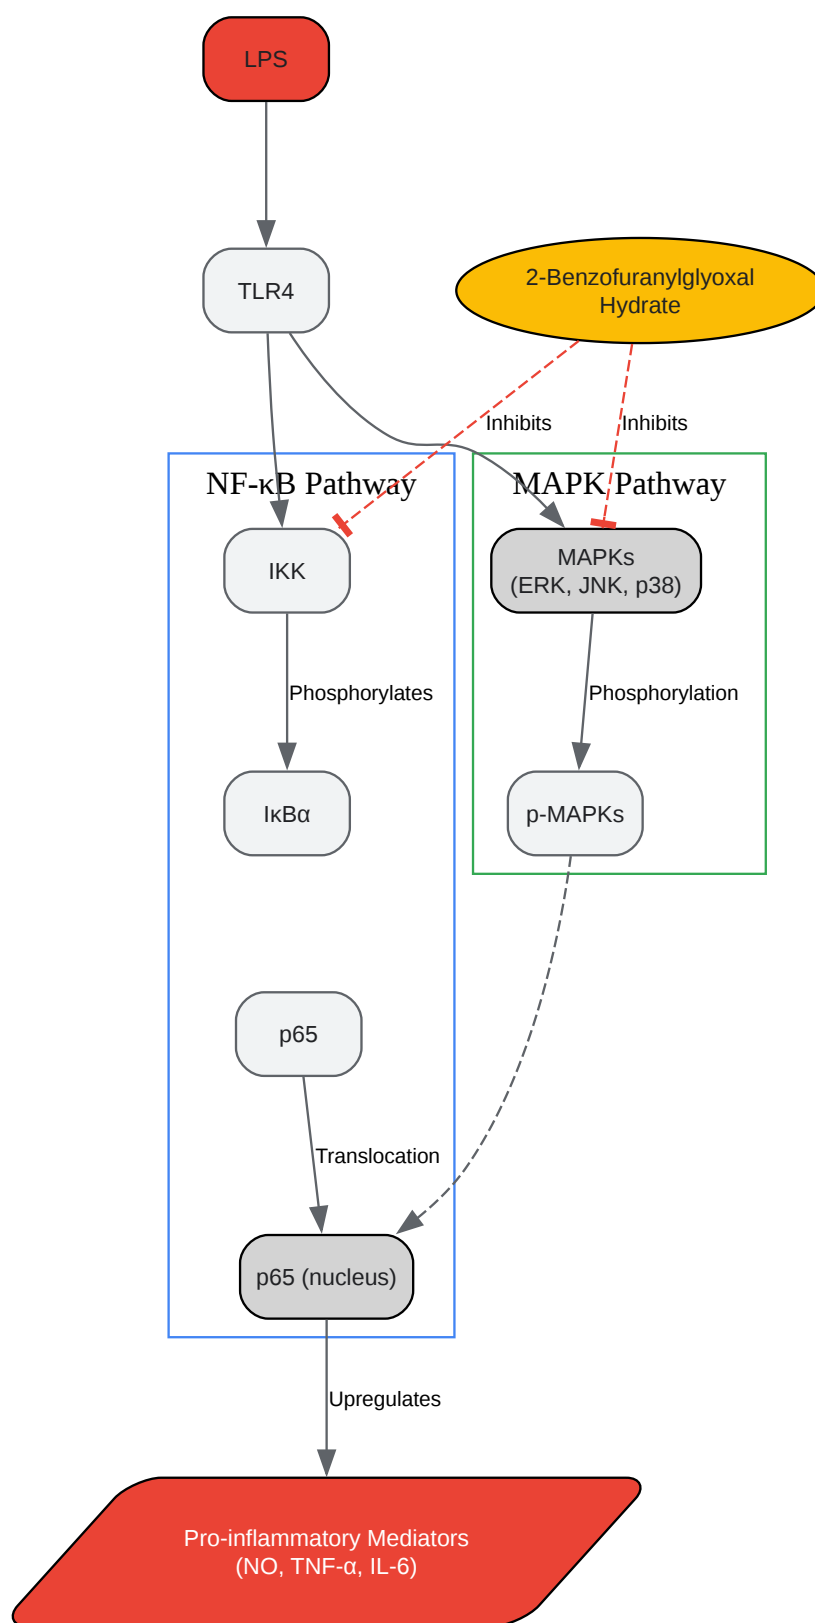 LPS
TLR4
2-Benzofuranylglyoxal
Hydrate
Inhibits
Inhibits
NF-κB Pathway
MAPK Pathway
IKK
MAPKs
(ERK, JNK, p38)
Phosphorylates
Phosphorylation
IκBα
p-MAPKs
p65
Translocation
p65 (nucleus)
Upregulates
Pro-inflammatory Mediators
(NO, TNF-α, IL-6)